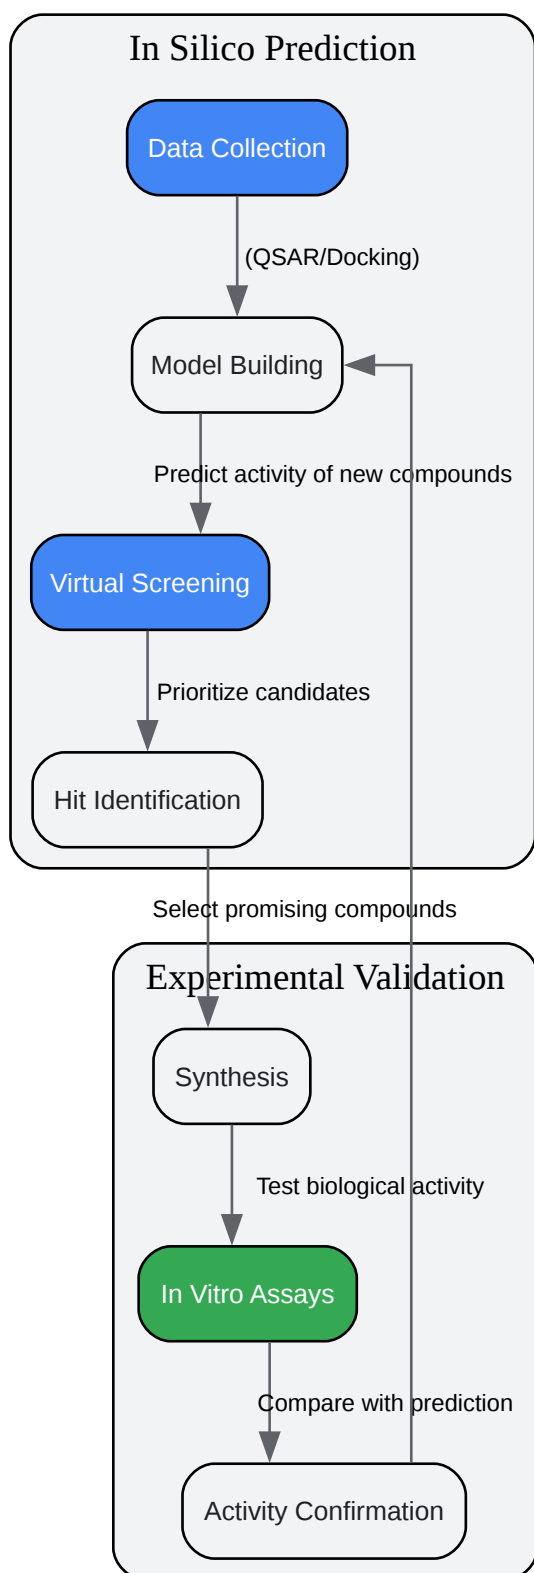 In Silico Prediction
Data Collection
(QSAR/Docking)
Model Building
Predict activity of new compounds
Virtual Screening
Prioritize candidates
Hit Identification
Select promising compounds
Experimental Validation
Synthesis
Test biological activity
In Vitro Assays
Compare with prediction
Activity Confirmation